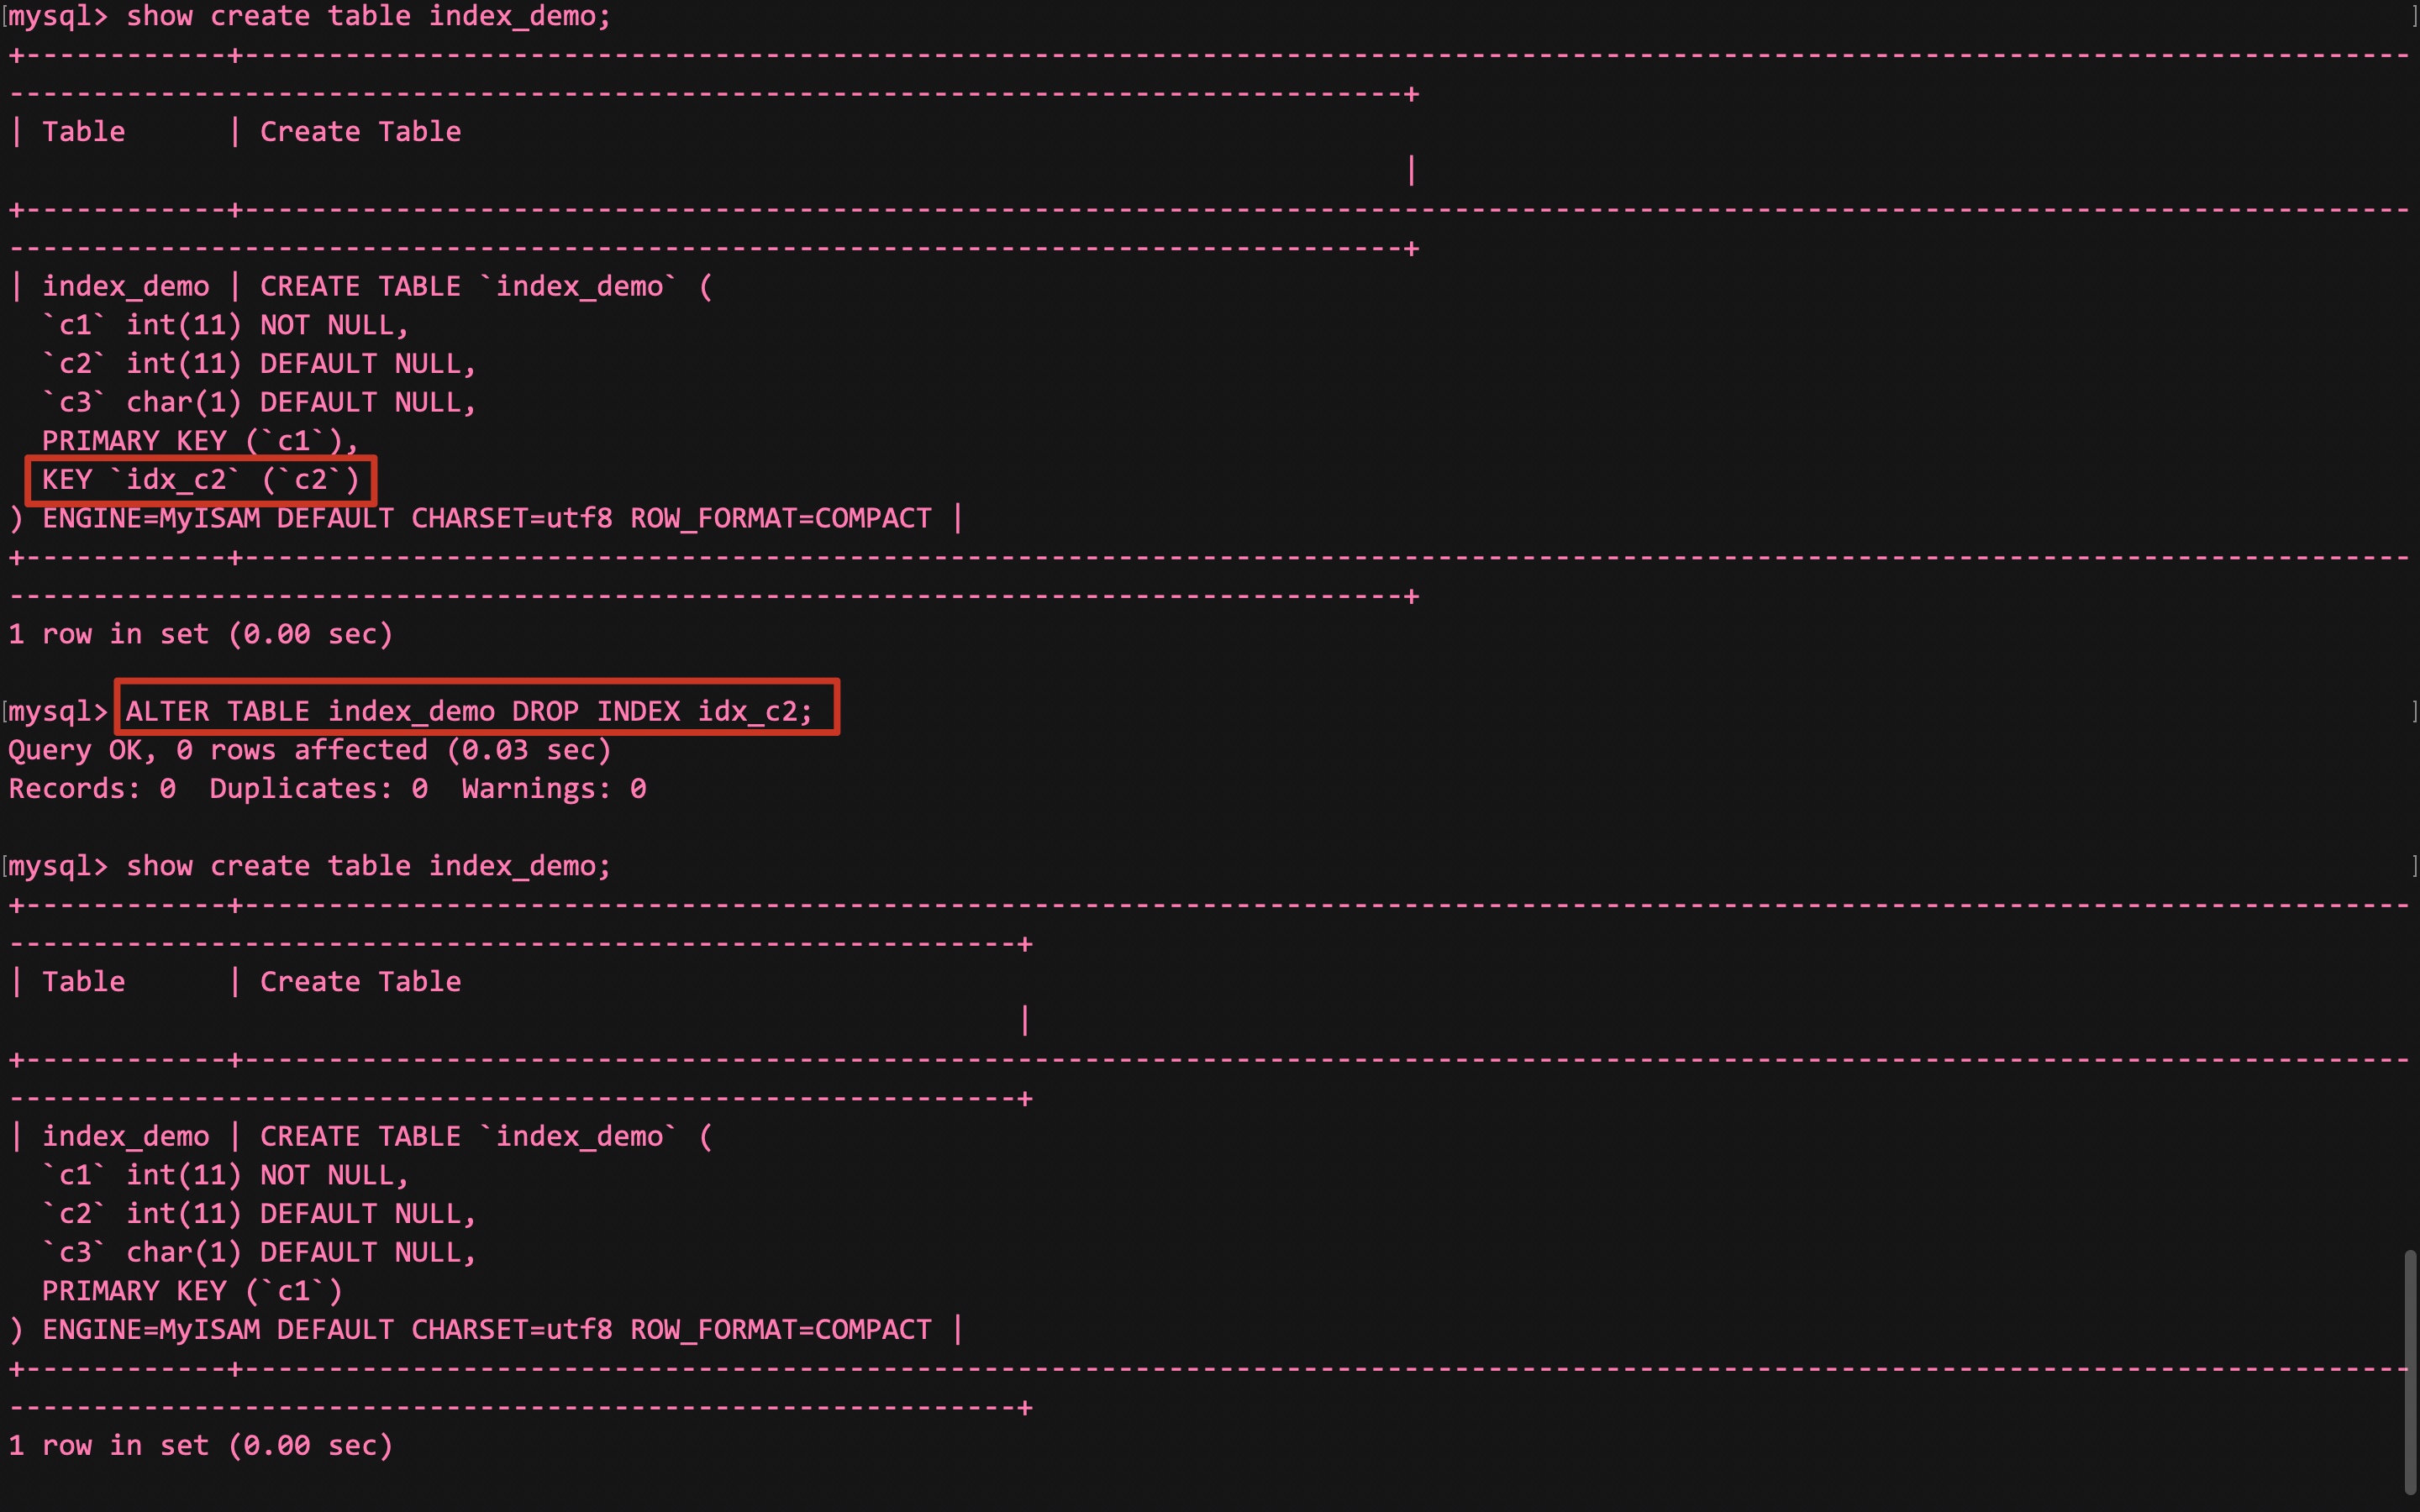 [mysql> show create table index_demo; ]
+------------+---------------------------------------------------------------------------------------------------------------------------------
-----------------------------------------------------------------------------------+
| Table      | Create Table
                                                                                   |
+------------+---------------------------------------------------------------------------------------------------------------------------------
-----------------------------------------------------------------------------------+
| index_demo | CREATE TABLE `index_demo` (
  `c1` int(11) NOT NULL,
  `c2` int(11) DEFAULT NULL,
  `c3` char(1) DEFAULT NULL,
  PRIMARY KEY (`c1`),
  KEY `idx_c2` (`c2`)
) ENGINE=MyISAM DEFAULT CHARSET=utf8 ROW_FORMAT=COMPACT |
+------------+---------------------------------------------------------------------------------------------------------------------------------
-----------------------------------------------------------------------------------+
1 row in set (0.00 sec)
[mysql> ALTER TABLE index_demo DROP INDEX idx_c2; ]
Query OK, 0 rows affected (0.03 sec)
Records: 0  Duplicates: 0  Warnings: 0
[mysql> show create table index_demo; ]
+------------+---------------------------------------------------------------------------------------------------------------------------------
------------------------------------------------------------+
| Table      | Create Table
                                                            |
+------------+---------------------------------------------------------------------------------------------------------------------------------
------------------------------------------------------------+
| index_demo | CREATE TABLE `index_demo` (
  `c1` int(11) NOT NULL,
  `c2` int(11) DEFAULT NULL,
  `c3` char(1) DEFAULT NULL,
  PRIMARY KEY (`c1`)
) ENGINE=MyISAM DEFAULT CHARSET=utf8 ROW_FORMAT=COMPACT |
+------------+---------------------------------------------------------------------------------------------------------------------------------
------------------------------------------------------------+
1 row in set (0.00 sec)